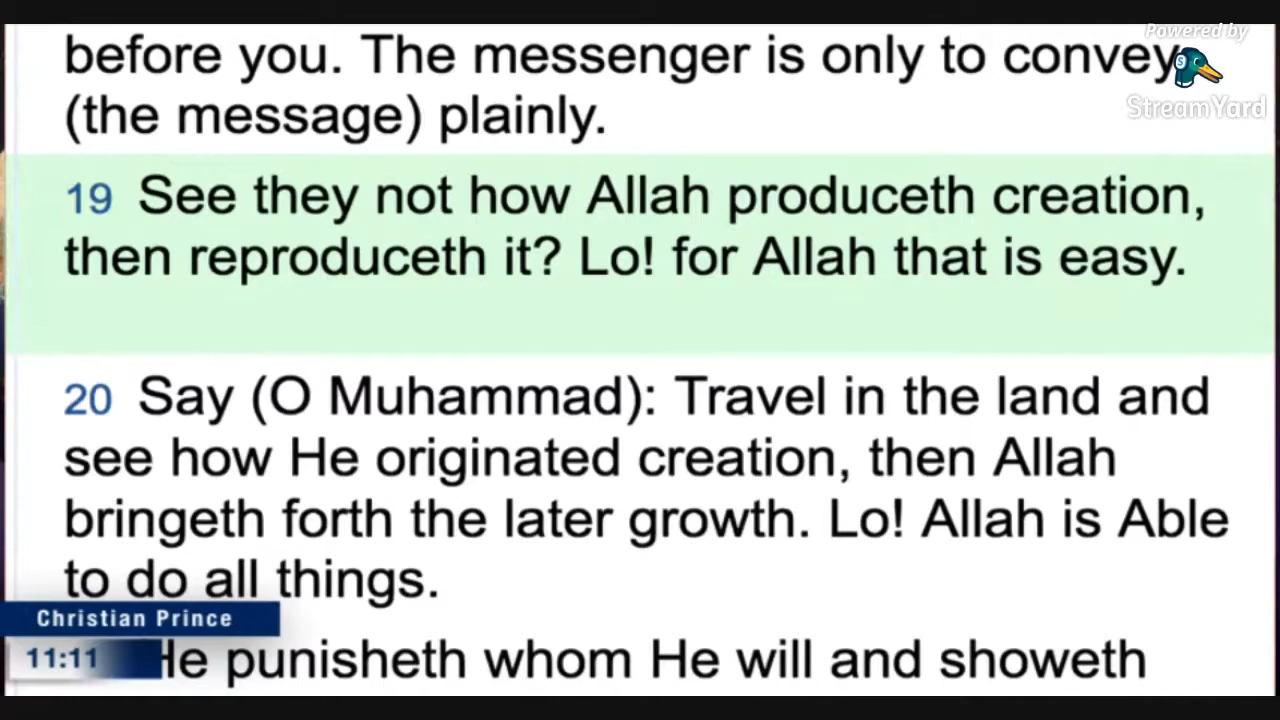 Powered by
StreamYard
before you. The messenger is only to convey
(the message) plainly.
19 See they not how Allah produceth creation,
then reproduceth it? Lo! for Allah that is easy.
20 Say (O Muhammad): Travel in the land and
see how He originated creation, then Allah
bringeth forth the later growth. Lo! Allah is Able
to do all things.
Christian Prince
11:11
He punisheth whom He will and showeth